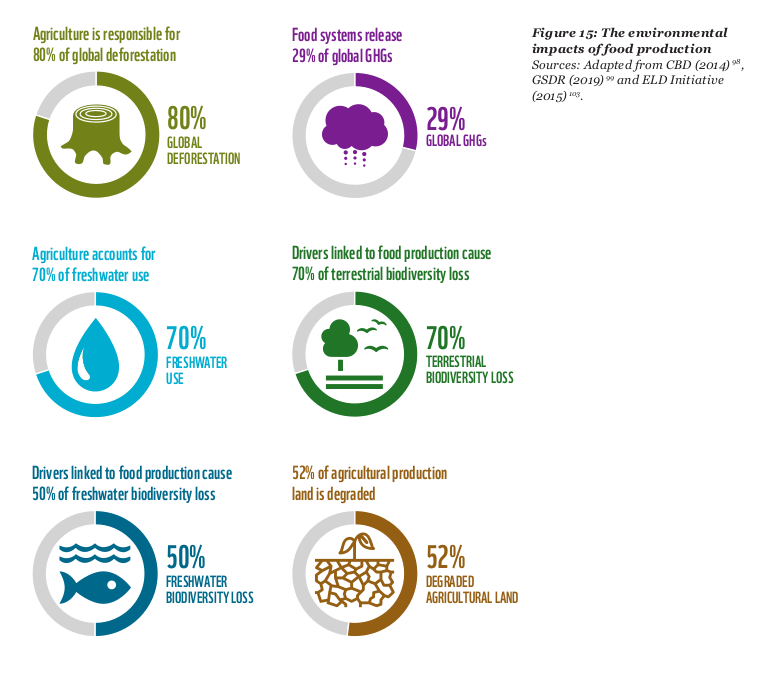 Agriculture is responsible for
80% of global deforestation
80%
GLOBAL
DEFORESTATION
Food systems release
29% of global GHGs
29%
GLOBAL GHGs
Figure 15: The environmental
impacts of food production
Sources: Adapted from CBD (2014) 98,
GSDR (2019) 99 and ELD Initiative
(2015) 103.
Agriculture accounts for
70% of freshwater use
70%
FRESHWATER
USE
Drivers linked to food production cause
70% of terrestrial biodiversity loss
70%
TERRESTRIAL
BIODIVERSITY LOSS
Drivers linked to food production cause
50% of freshwater biodiversity loss
50%
FRESHWATER
BIODIVERSITY LOSS
52% of agricultural production
land is degraded
52%
DEGRADED
AGRICULTURAL LAND